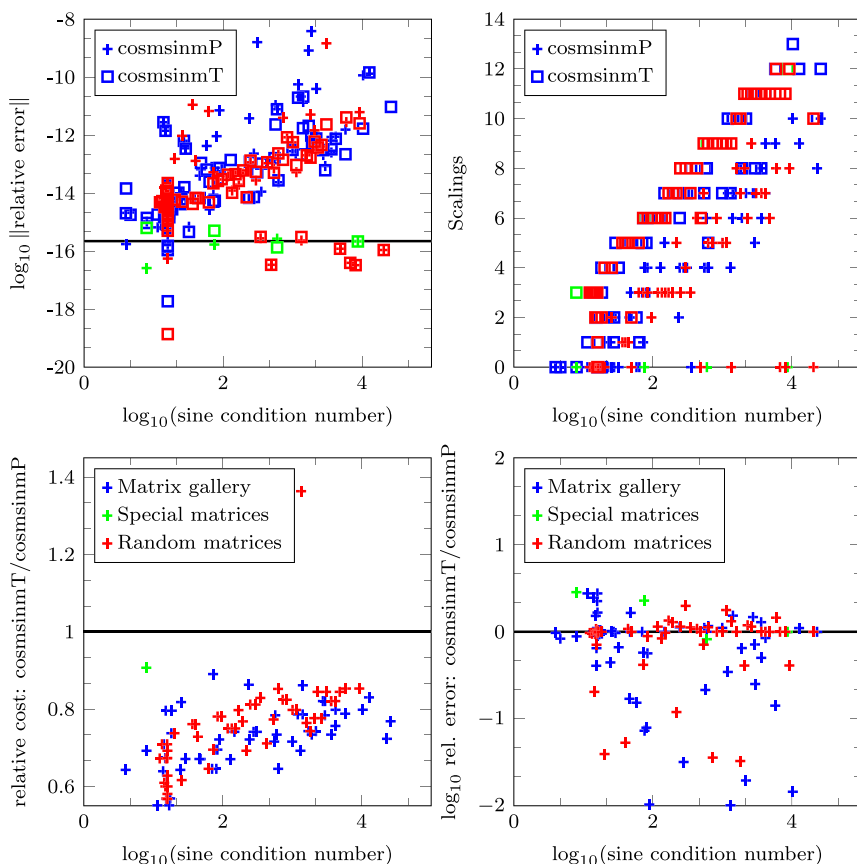 -8
-10
-12
-14
-16
-18
-20
log10 ||relative error||
cosmsinmP
cosmsinmT
0
2
4
log10(sine condition number)
14
12
10
8
6
4
2
0
Scalings
cosmsinmP
cosmsinmT
0
2
4
log10(sine condition number)
1.4
1.2
1
0.8
0.6
relative cost: cosmsinmT/cosmsinmP
Matrix gallery
Special matrices
Random matrices
0
2
4
log10(sine condition number)
2
1
0
−1
−2
log10 rel. error: cosmsinmT/cosmsinmP
Matrix gallery
Special matrices
Random matrices
0
2
4
log10(sine condition number)